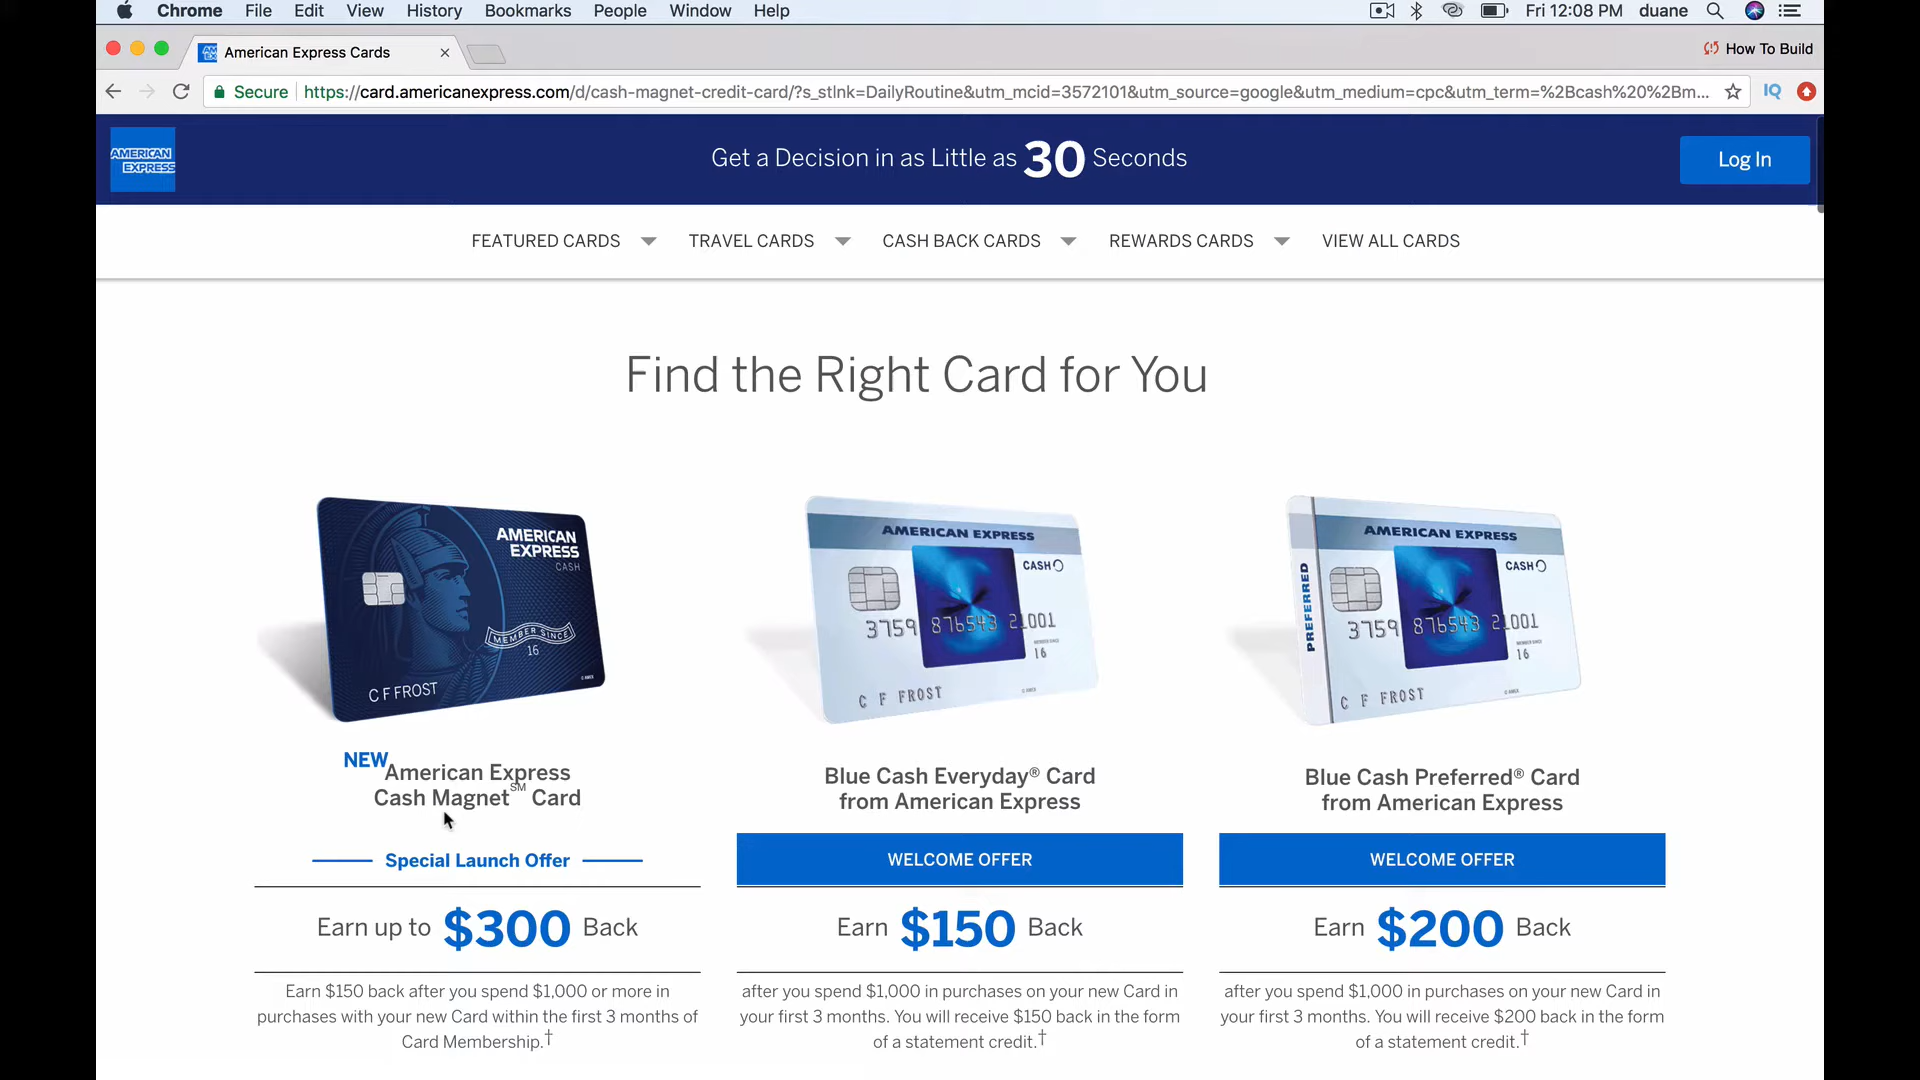 Chrome File Edit View History Bookmarks People Window Help Fri 12:08 PM duane
American Express Cards × How To Build
Secure https://card.americanexpress.com/d/cash-magnet-credit-card/?s_stlnk=DailyRoutine&utm_mcid=3572101&utm_source=google&utm_medium=cpc&utm_term=%2Bcash%20%2Bm... IQ
AMERICAN
EXPRESS
Get a Decision in as Little as 30 Seconds
Log In
FEATURED CARDS TRAVEL CARDS CASH BACK CARDS REWARDS CARDS VIEW ALL CARDS
Find the Right Card for You
AMERICAN
EXPRESS
CASH
MEMBER SINCE
16
C F FROST
AMERICAN EXPRESS
CASH
3759 876543 21001
MEMBER SINCE
16
C F FROST
AMERICAN EXPRESS
PREFERRED
CASH
3759 876543 21001
MEMBER SINCE
16
C F FROST
NEW
American Express
Cash Magnet℠ Card
Special Launch Offer
Earn up to $300 Back
Earn $150 back after you spend $1,000 or more in
purchases with your new Card within the first 3 months of
Card Membership.†
Blue Cash Everyday® Card
from American Express
WELCOME OFFER
Earn $150 Back
after you spend $1,000 in purchases on your new Card in
your first 3 months. You will receive $150 back in the form
of a statement credit.†
Blue Cash Preferred® Card
from American Express
WELCOME OFFER
Earn $200 Back
after you spend $1,000 in purchases on your new Card in
your first 3 months. You will receive $200 back in the form
of a statement credit.†